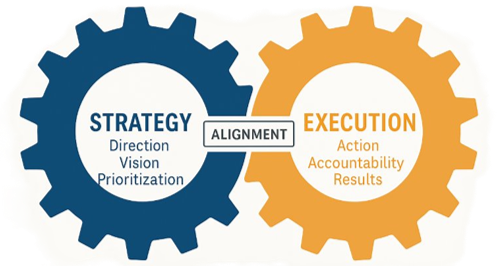 STRATEGY
Direction
Vision
Prioritization
ALIGNMENT
EXECUTION
Action
Accountability
Results